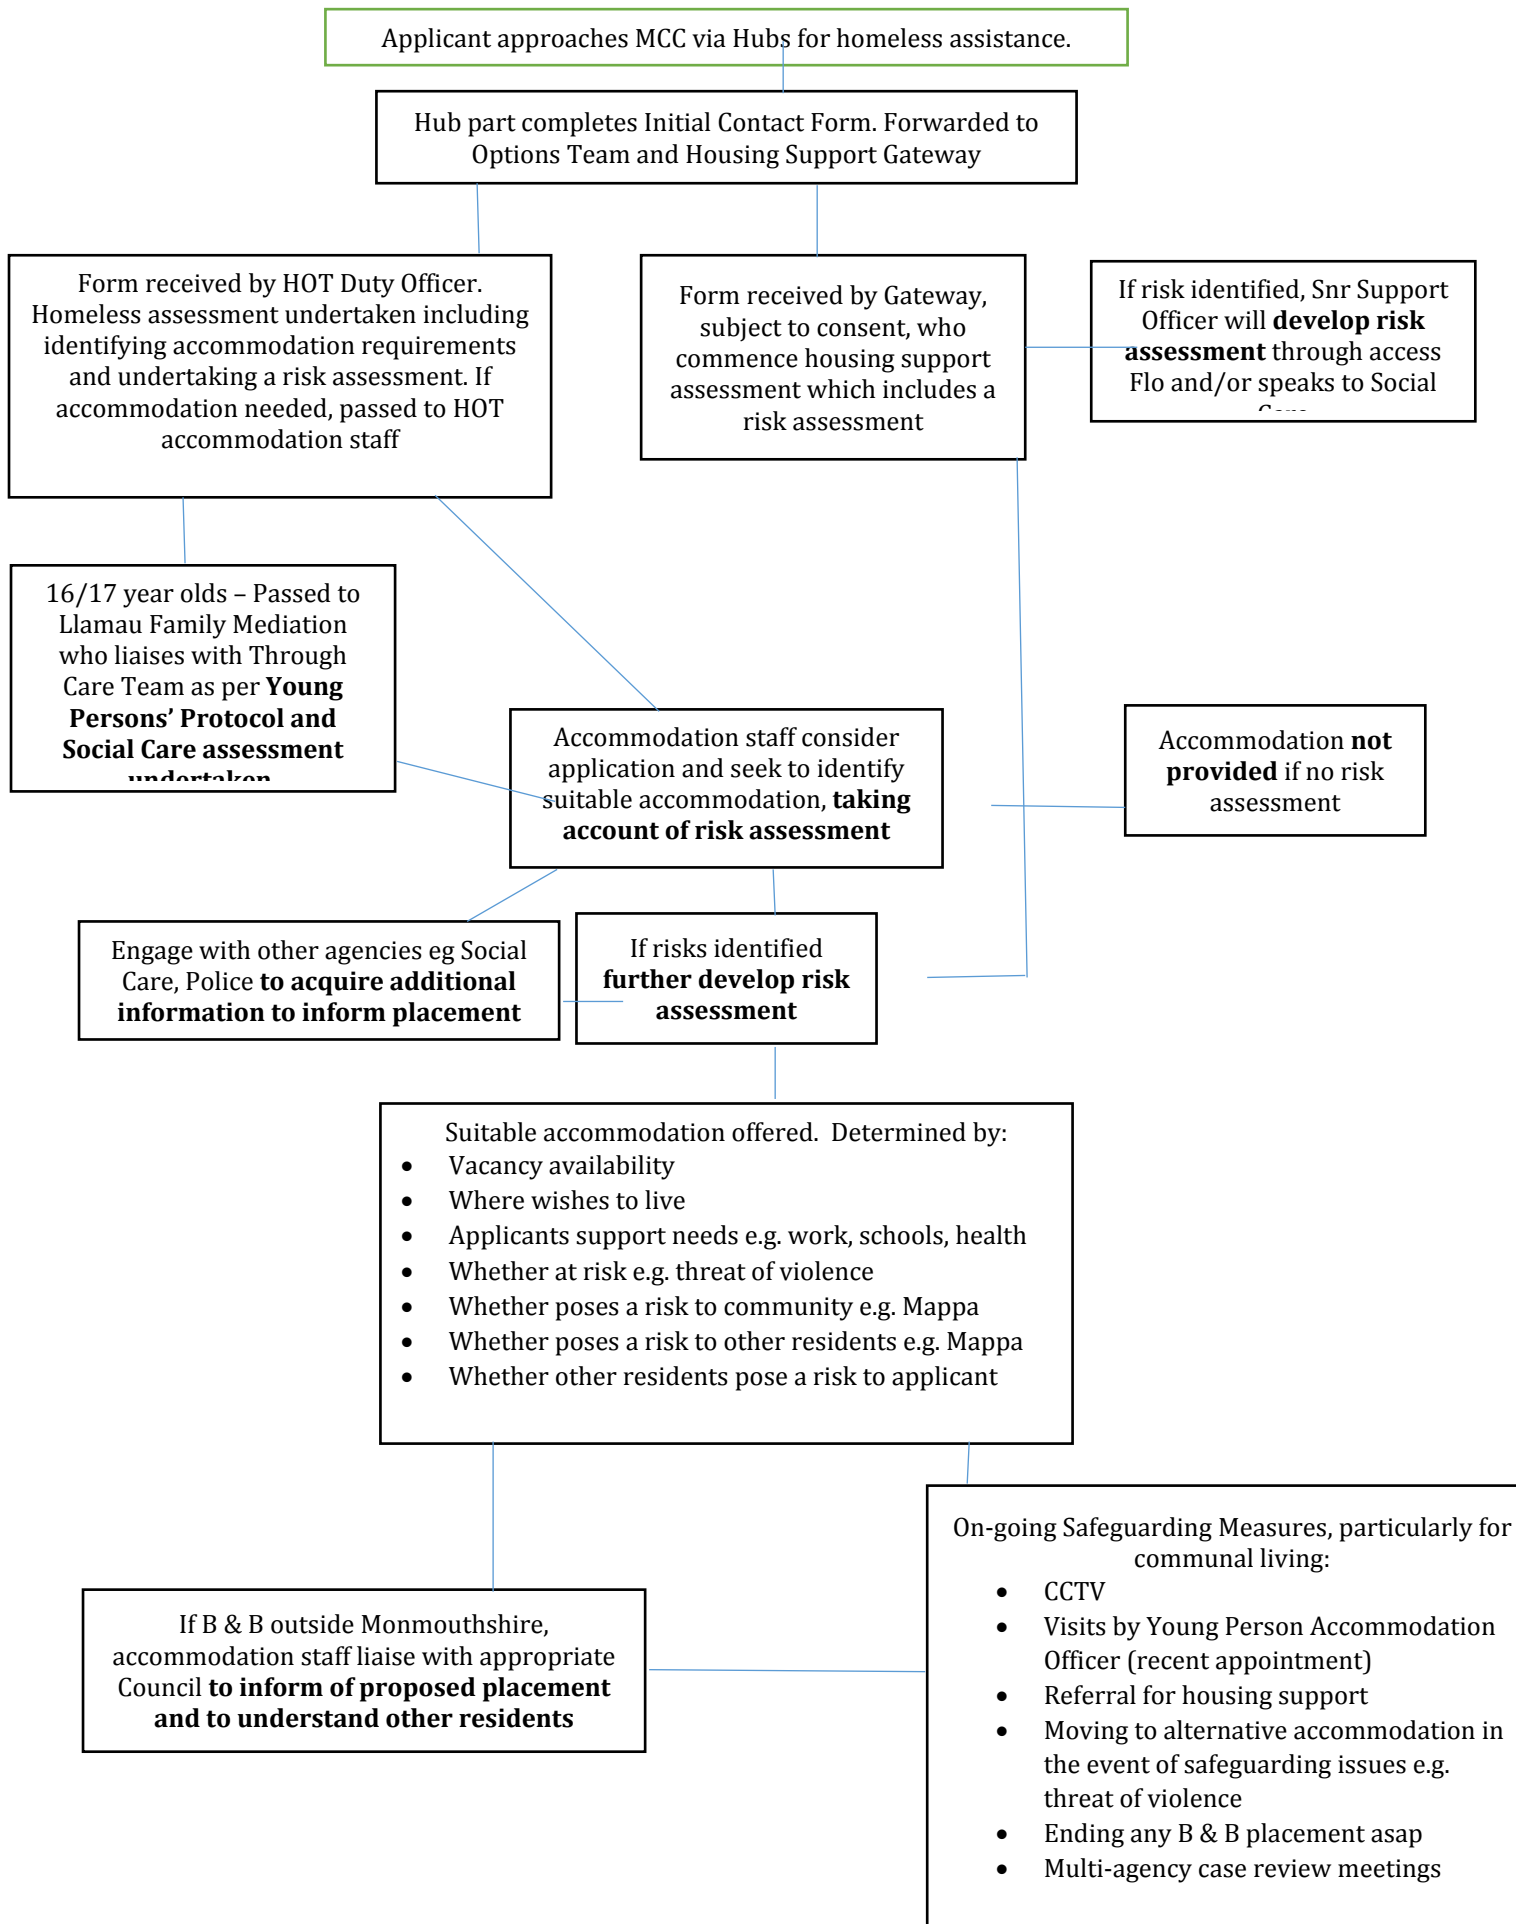 Applicant approaches MCC via Hubs for homeless assistance.
Hub part completes Initial Contact Form. Forwarded to
Options Team and Housing Support Gateway
Form received by HOT Duty Officer.
Homeless assessment undertaken including
identifying accommodation requirements
and undertaking a risk assessment. If
accommodation needed, passed to HOT
accommodation staff
Form received by Gateway,
subject to consent, who
commence housing support
assessment which includes a
risk assessment
If risk identified, Snr Support
Officer will develop risk
assessment through access
Flo and/or speaks to Social
Care
16/17 year olds – Passed to
Llamau Family Mediation
who liaises with Through
Care Team as per Young
Persons’ Protocol and
Social Care assessment
undertaken
Accommodation staff consider
application and seek to identify
suitable accommodation, taking
account of risk assessment
Accommodation not
provided if no risk
assessment
Engage with other agencies eg Social
Care, Police to acquire additional
information to inform placement
If risks identified
further develop risk
assessment
Suitable accommodation offered.  Determined by:
• Vacancy availability
• Where wishes to live
• Applicants support needs e.g. work, schools, health
• Whether at risk e.g. threat of violence
• Whether poses a risk to community e.g. Mappa
• Whether poses a risk to other residents e.g. Mappa
• Whether other residents pose a risk to applicant
If B & B outside Monmouthshire,
accommodation staff liaise with appropriate
Council to inform of proposed placement
and to understand other residents
On-going Safeguarding Measures, particularly for
communal living:
• CCTV
• Visits by Young Person Accommodation
Officer (recent appointment)
• Referral for housing support
• Moving to alternative accommodation in
the event of safeguarding issues e.g.
threat of violence
• Ending any B & B placement asap
• Multi-agency case review meetings